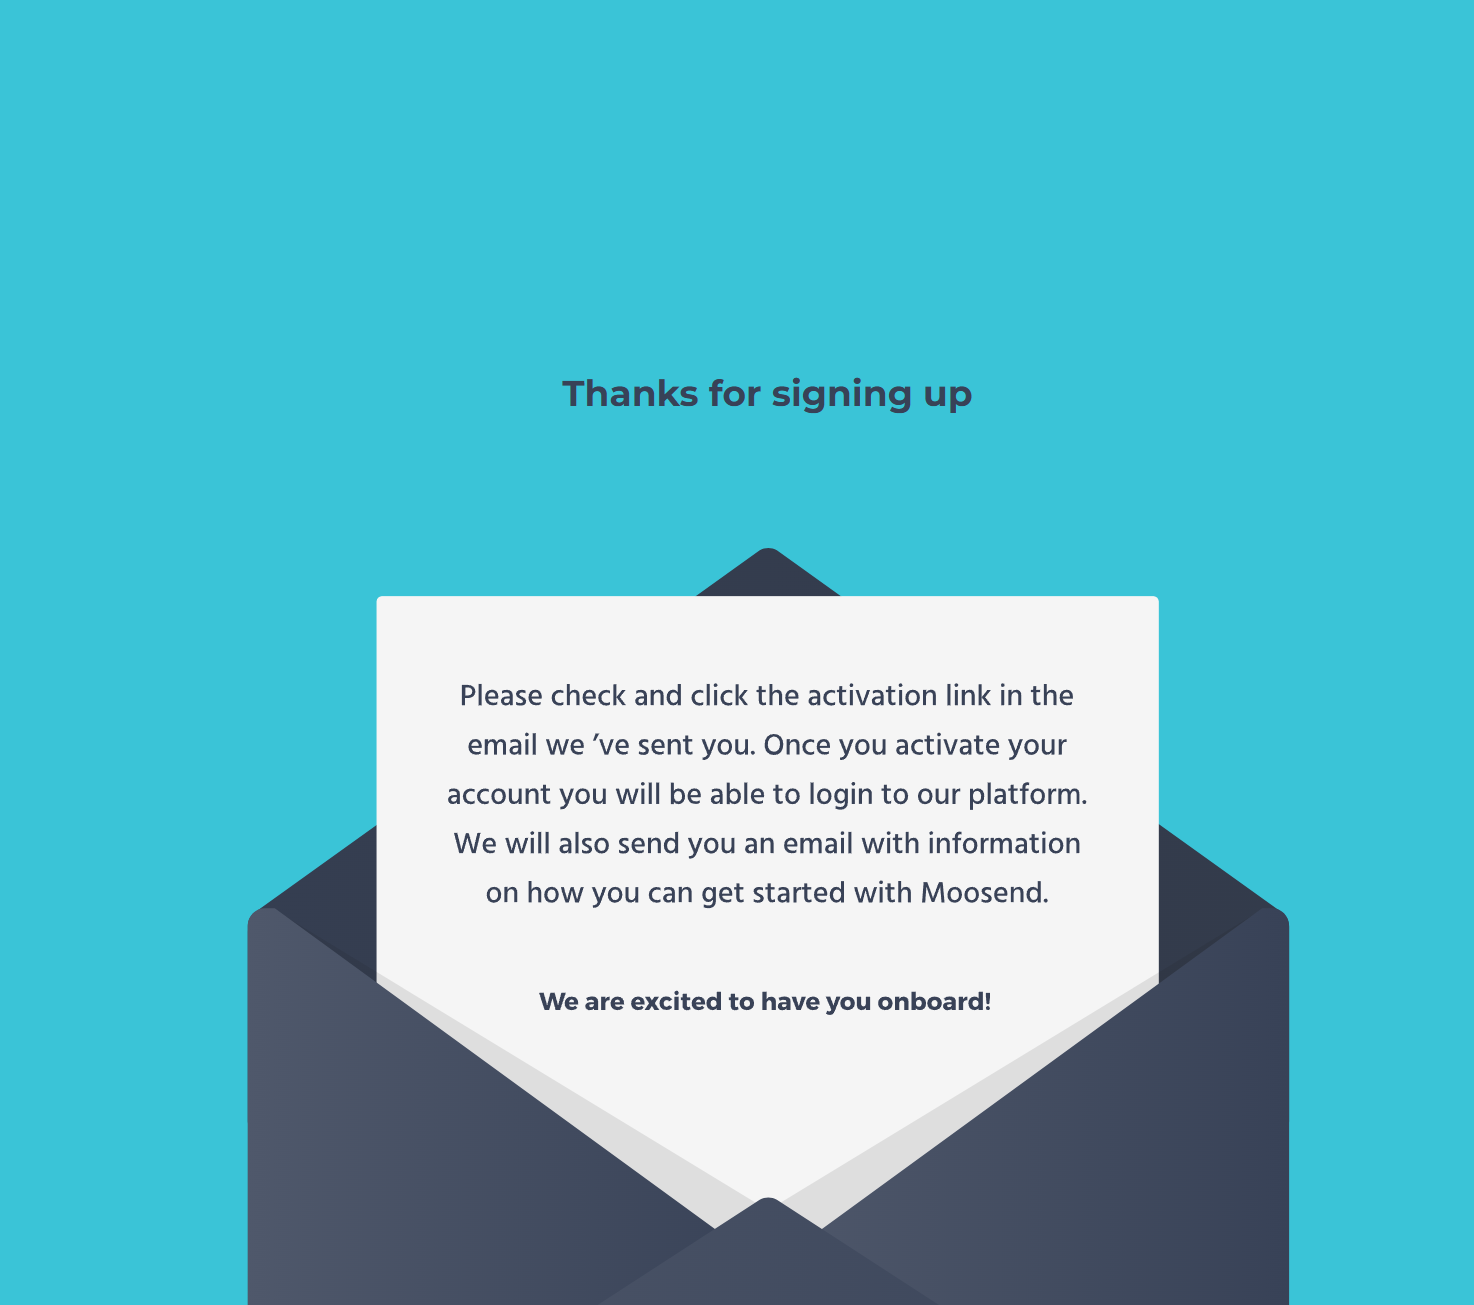 Thanks for signing up
Please check and click the activation link in the
email we ’ve sent you. Once you activate your
account you will be able to login to our platform.
We will also send you an email with information
on how you can get started with Moosend.
We are excited to have you onboard!